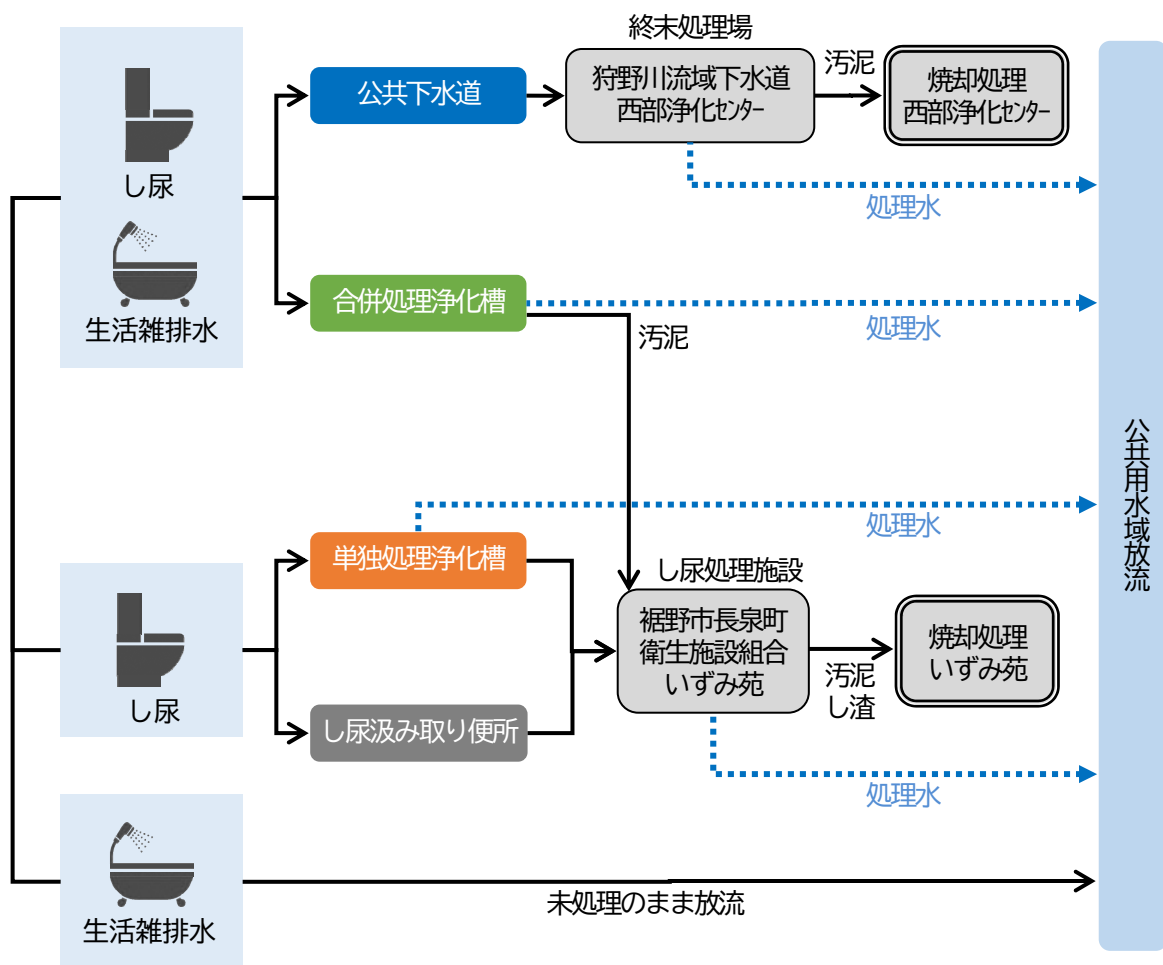 終末処理場
し尿
生活雑排水
公共下水道
狩野川流域下水道
西部浄化ｾﾝﾀｰ
汚泥
焼却処理
西部浄化ｾﾝﾀｰ
処理水
合併処理浄化槽
処理水
汚泥
公共用水域放流
処理水
し尿
単独処理浄化槽
し尿汲み取り便所
し尿処理施設
裾野市長泉町
衛生施設組合
いずみ苑
汚泥
し渣
焼却処理
いずみ苑
処理水
生活雑排水
未処理のまま放流